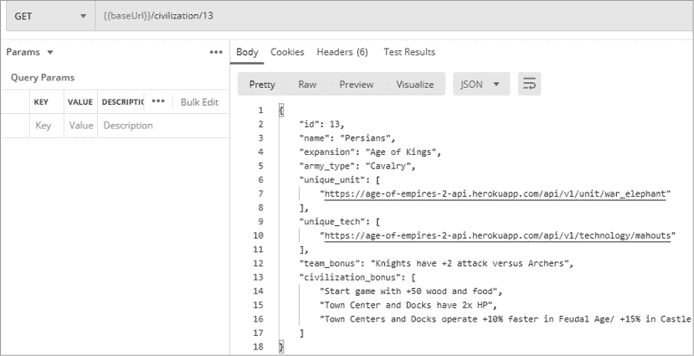 GET {{baseUrl}}/civilization/13
Params ...
Query Params
KEY VALUE DESCRIPTIC ... Bulk Edit
Key Value Description
Body Cookies Headers (6) Test Results
Pretty Raw Preview Visualize JSON
1 {
2 "id": 13,
3 "name": "Persians",
4 "expansion": "Age of Kings",
5 "army_type": "Cavalry",
6 "unique_unit": [
7 "https://age-of-empires-2-api.herokuapp.com/api/v1/unit/war_elephant"
8 ],
9 "unique_tech": [
10 "https://age-of-empires-2-api.herokuapp.com/api/v1/technology/mahouts"
11 ],
12 "team_bonus": "Knights have +2 attack versus Archers",
13 "civilization_bonus": [
14 "Start game with +50 wood and food",
15 "Town Center and Docks have 2x HP",
16 "Town Centers and Docks operate +10% faster in Feudal Age/ +15% in Castle
17 ]
18 }